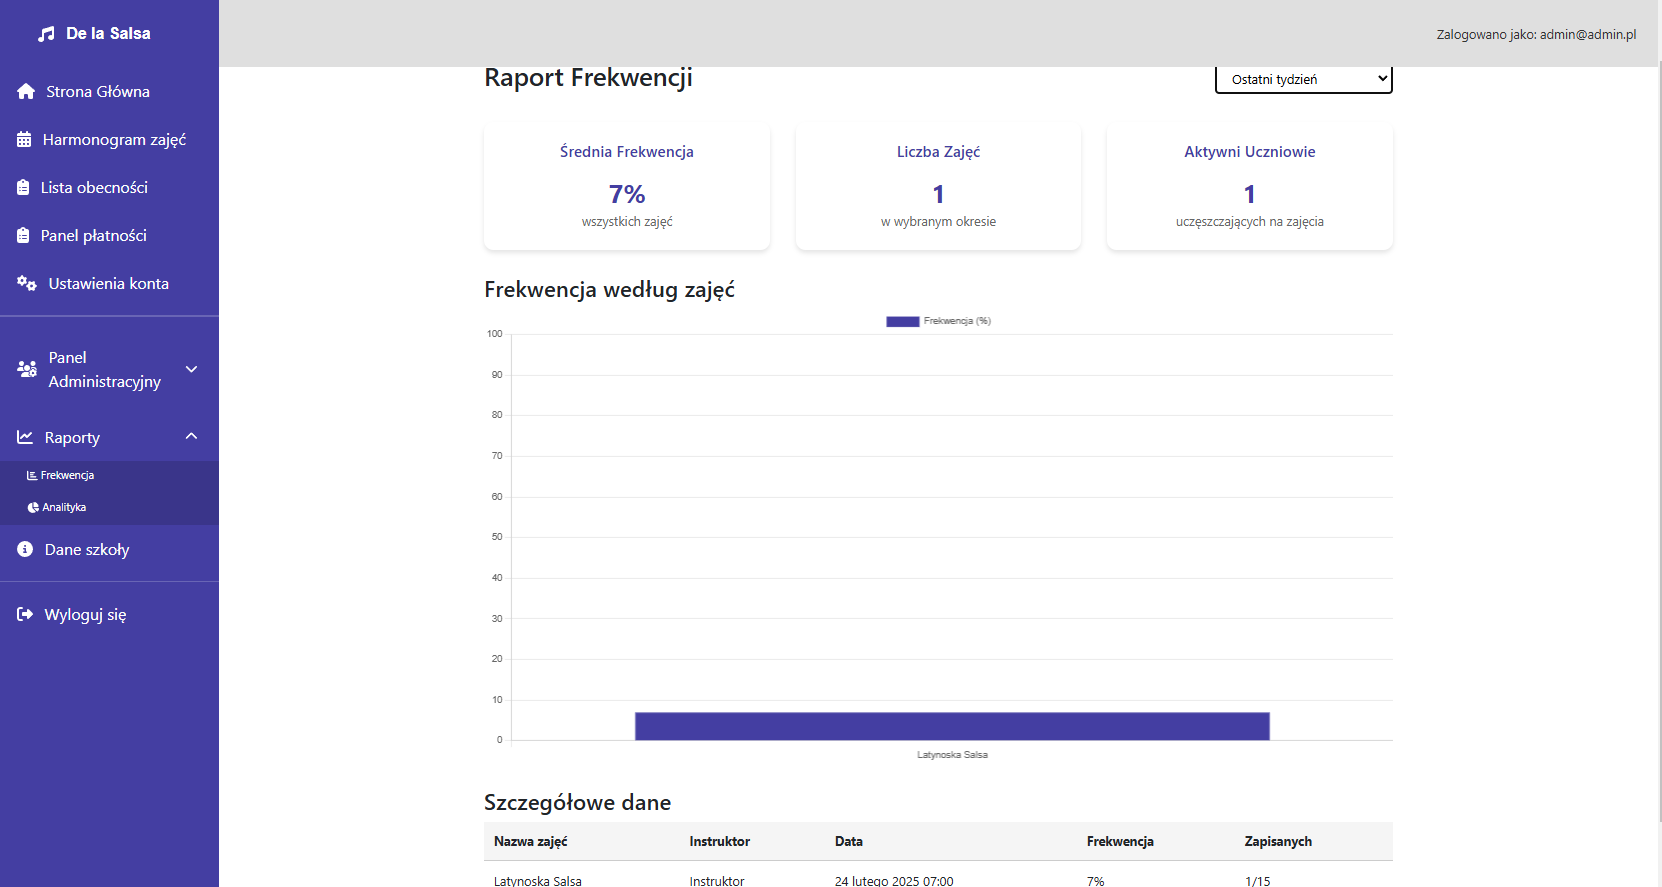 De la Salsa
Zalogowano jako: admin@admin.pl
Strona Główna
Harmonogram zajęć
Lista obecności
Panel płatności
Ustawienia konta
Panel
Administracyjny
Raporty
Frekwencja
Analityka
Dane szkoły
Wyloguj się
Raport Frekwencji
Ostatni tydzień
Średnia Frekwencja
7%
wszystkich zajęć
Liczba Zajęć
1
w wybranym okresie
Aktywni Uczniowie
1
uczęszczających na zajęcia
Frekwencja według zajęć
Frekwencja (%)
100
90
80
70
60
50
40
30
20
10
0
Latynoska Salsa
Szczegółowe dane
Nazwa zajęć Instruktor Data Frekwencja Zapisanych
Latynoska Salsa Instruktor 24 lutego 2025 07:00 7% 1/15